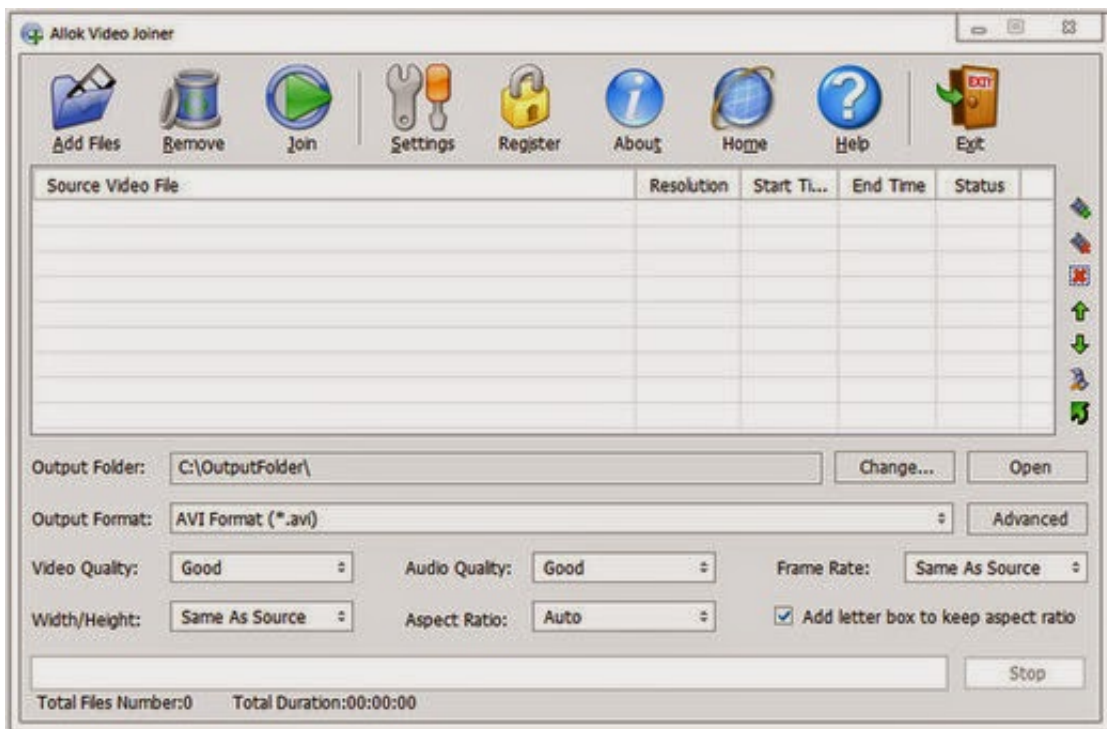 Allok Video Joiner
Add Files Remove Join Settings Register About Home Help EXIT Exit
Source Video File Resolution Start Ti... End Time Status
Output Folder: C:\OutputFolder\ Change... Open
Output Format: AVI Format (*.avi) Advanced
Video Quality: Good Audio Quality: Good Frame Rate: Same As Source
Width/Height: Same As Source Aspect Ratio: Auto Add letter box to keep aspect ratio
Stop
Total Files Number:0 Total Duration:00:00:00